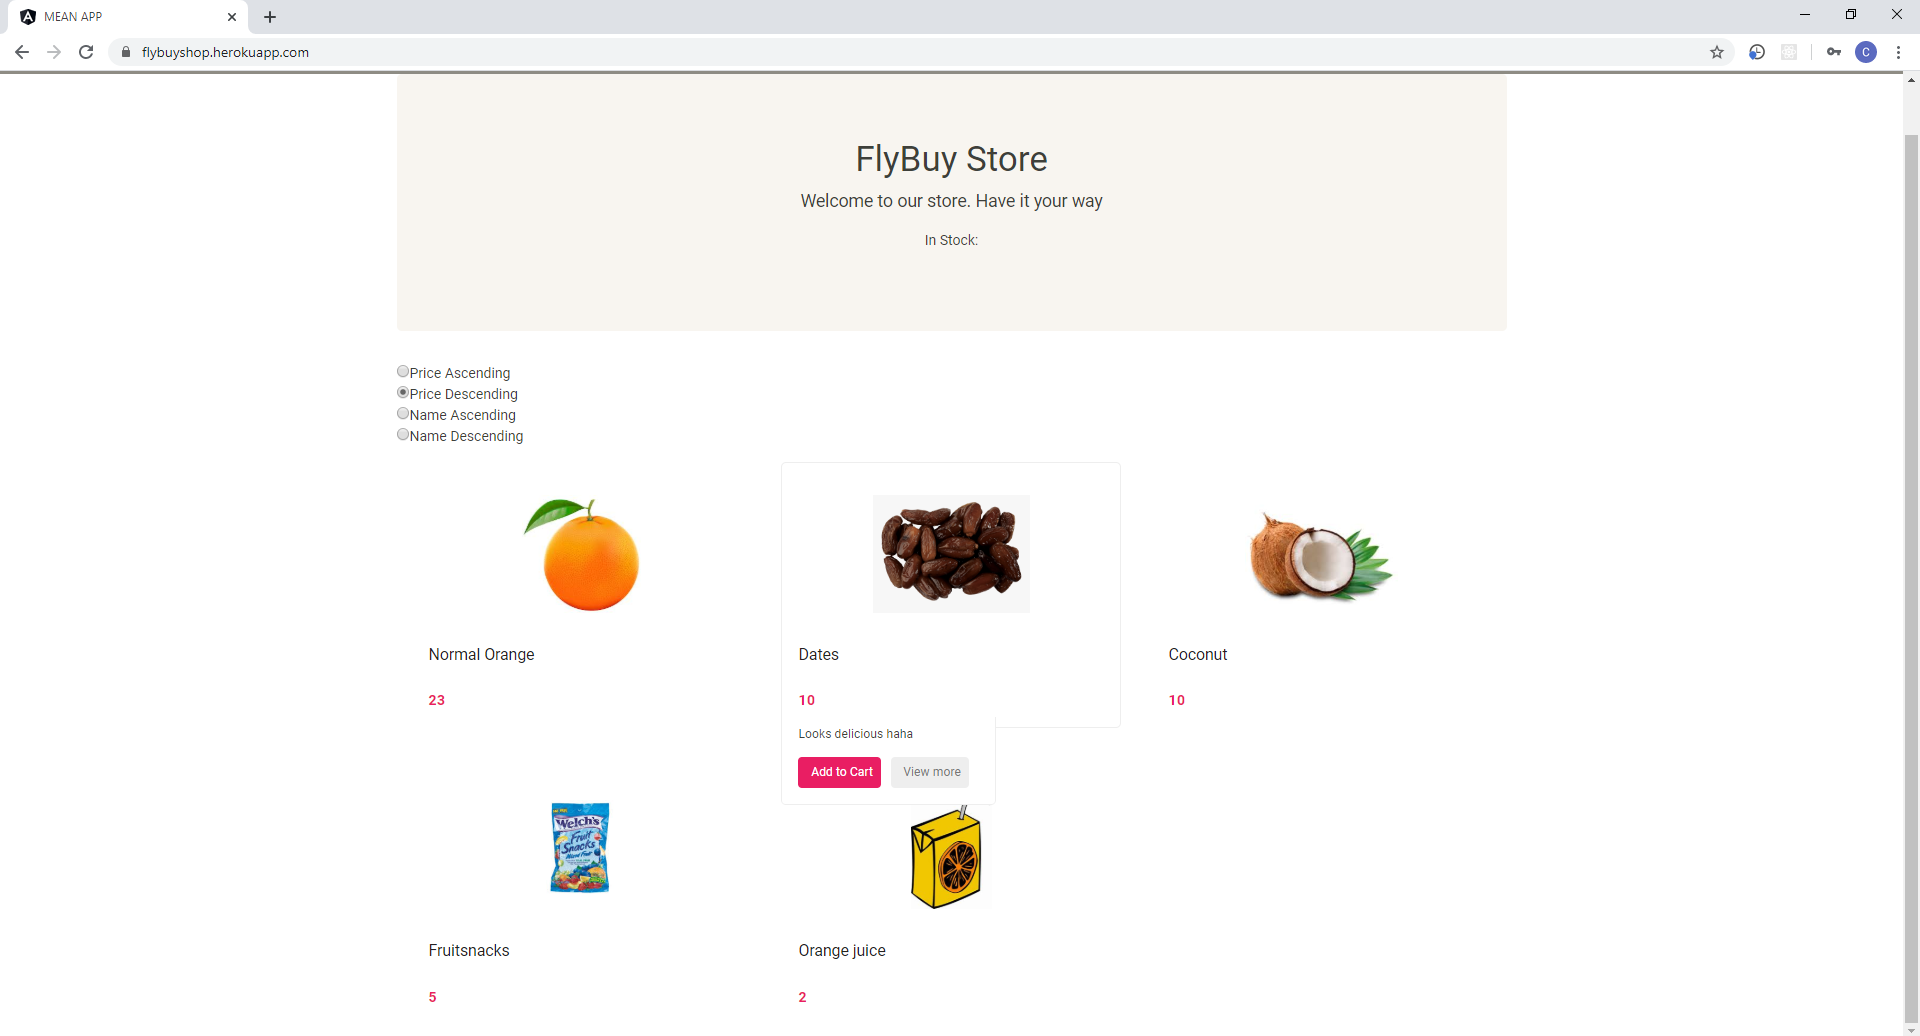 MEAN APP
flybuyshop.herokuapp.com
C
FlyBuy Store
Welcome to our store. Have it your way
In Stock:
Price Ascending
Price Descending
Name Ascending
Name Descending
Normal Orange
23
Dates
10
Looks delicious haha
Add to Cart
View more
Coconut
10
Welch's
Fruit
Snacks
Mixed Fruit
Fruitsnacks
5
Orange juice
2